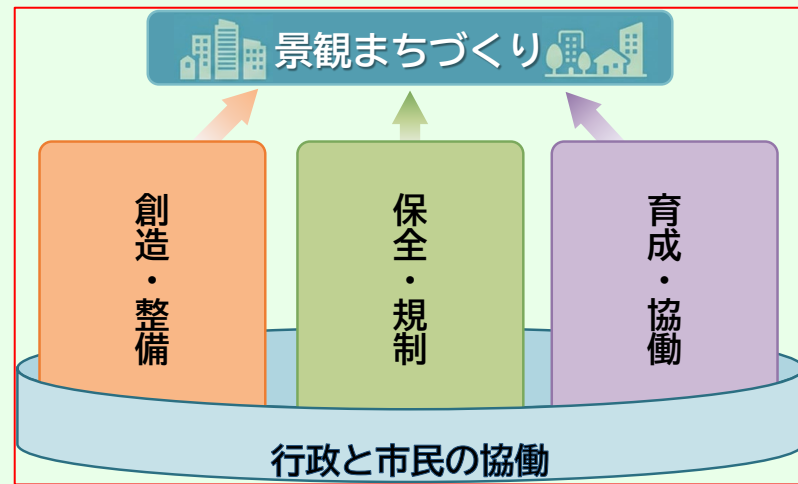 景観まちづくり
創造・整備
保全・規制
育成・協働
行政と市民の協働